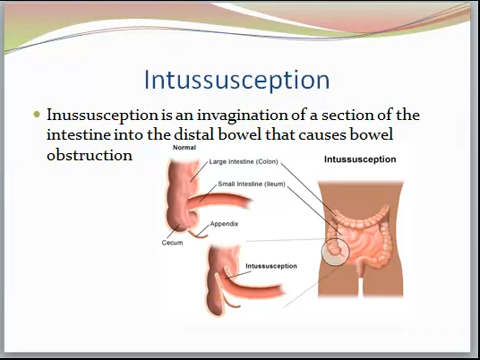 Intussusception
Inussusception is an invagination of a section of the
intestine into the distal bowel that causes bowel
obstruction
Normal
Large Intestine (Colon)
Small Intestine (Ileum)
Appendix
Cecum
Intussusception
Intussusception